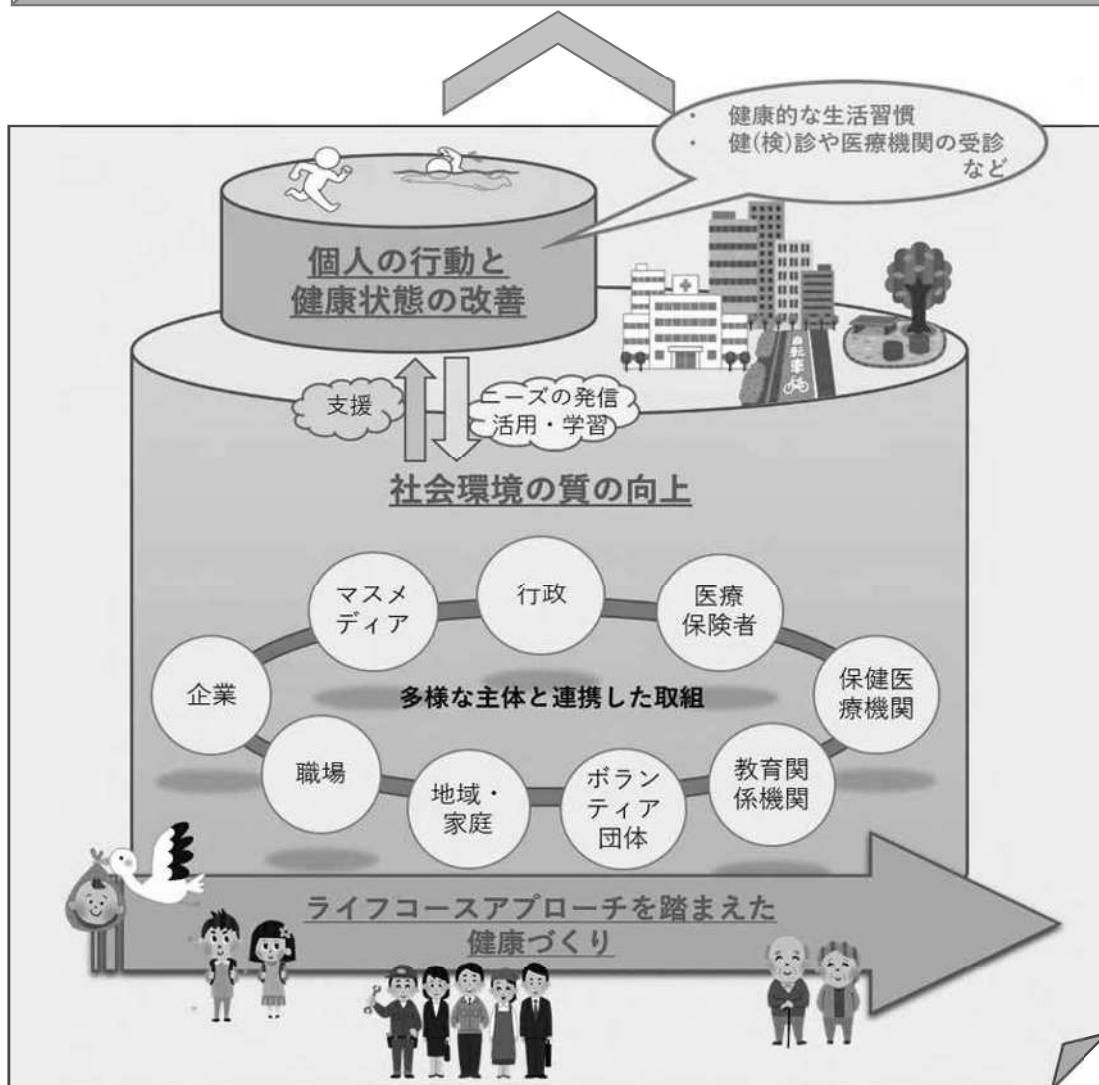 ・ 健康的な生活習慣
・ 健(検)診や医療機関の受診
など
個人の行動と
健康状態の改善
自転車
支援
ニーズの発信
活用・学習
社会環境の質の向上
マスメ
ディア
行政
医療
保険者
企業
多様な主体と連携した取組
保健医
療機関
職場
地域・
家庭
ボラン
ティア
団体
教育関
係機関
ライフコースアプローチを踏まえた
健康づくり